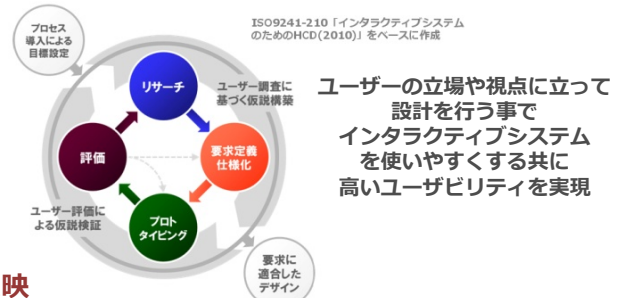 プロセス
導入による
目標設定
ISO9241-210「インタラクティブシステム
のためのHCD(2010)」をベースに作成
リサーチ
ユーザー調査に
基づく仮説構築
要求定義
仕様化
評価
プロト
タイピング
ユーザー評価に
よる仮説検証
要求に
適合した
デザイン
ユーザーの立場や視点に立って
設計を行う事で
インタラクティブシステム
を使いやすくする共に
高いユーザビリティを実現
映